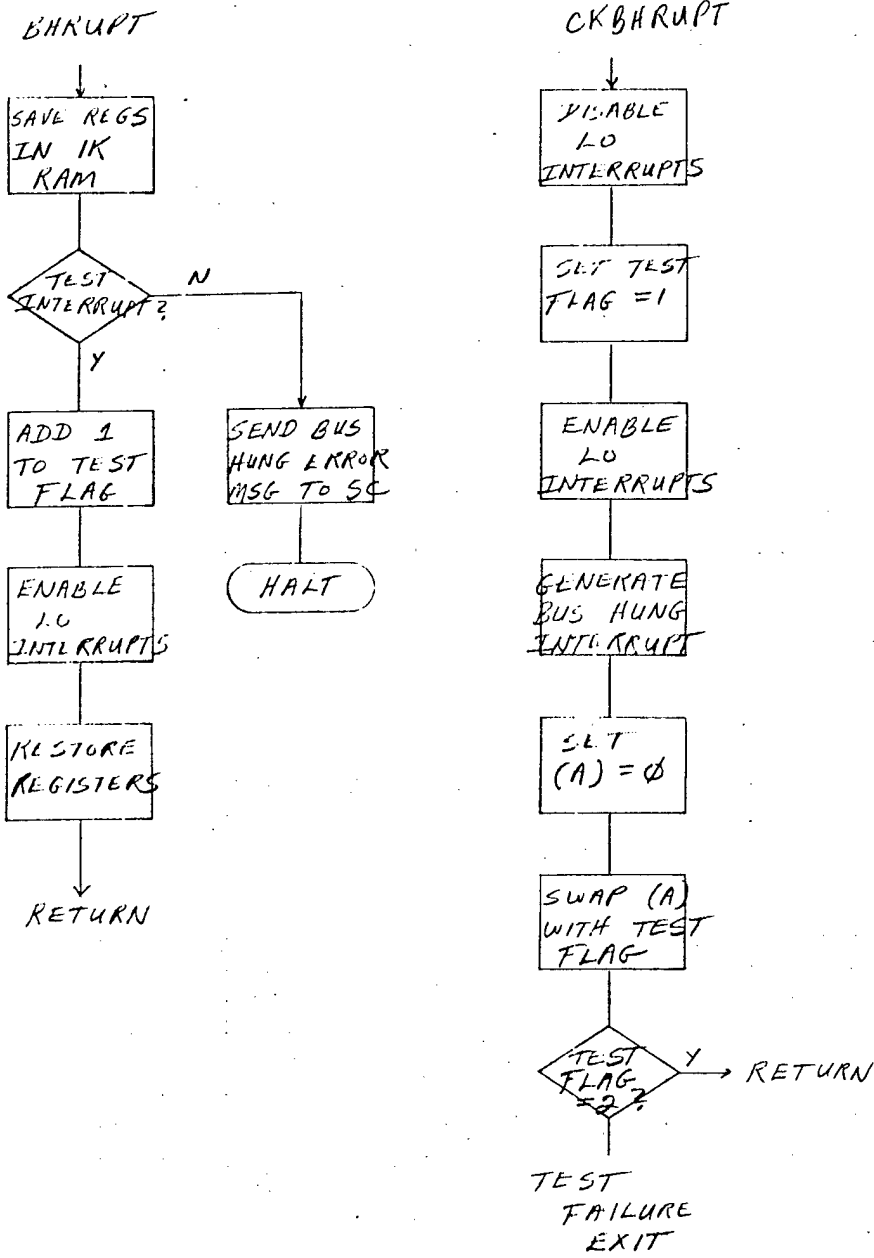 BHRUPT
SAVE REGS
IN 1K
RAM
TEST
INTERRUPT?
N
Y
ADD 1
TO TEST
FLAG
SEND BUS
HUNG ERROR
MSG TO SC
HALT
ENABLE
LO
INTERRUPTS
RESTORE
REGISTERS
RETURN
CKBHRUPT
DISABLE
LO
INTERRUPTS
SET TEST
FLAG =1
ENABLE
LO
INTERRUPTS
GENERATE
BUS HUNG
INTERRUPT
SET
(A) = Ø
SWAP (A)
WITH TEST
FLAG
TEST
FLAG
=2?
Y
RETURN
TEST
FAILURE
EXIT